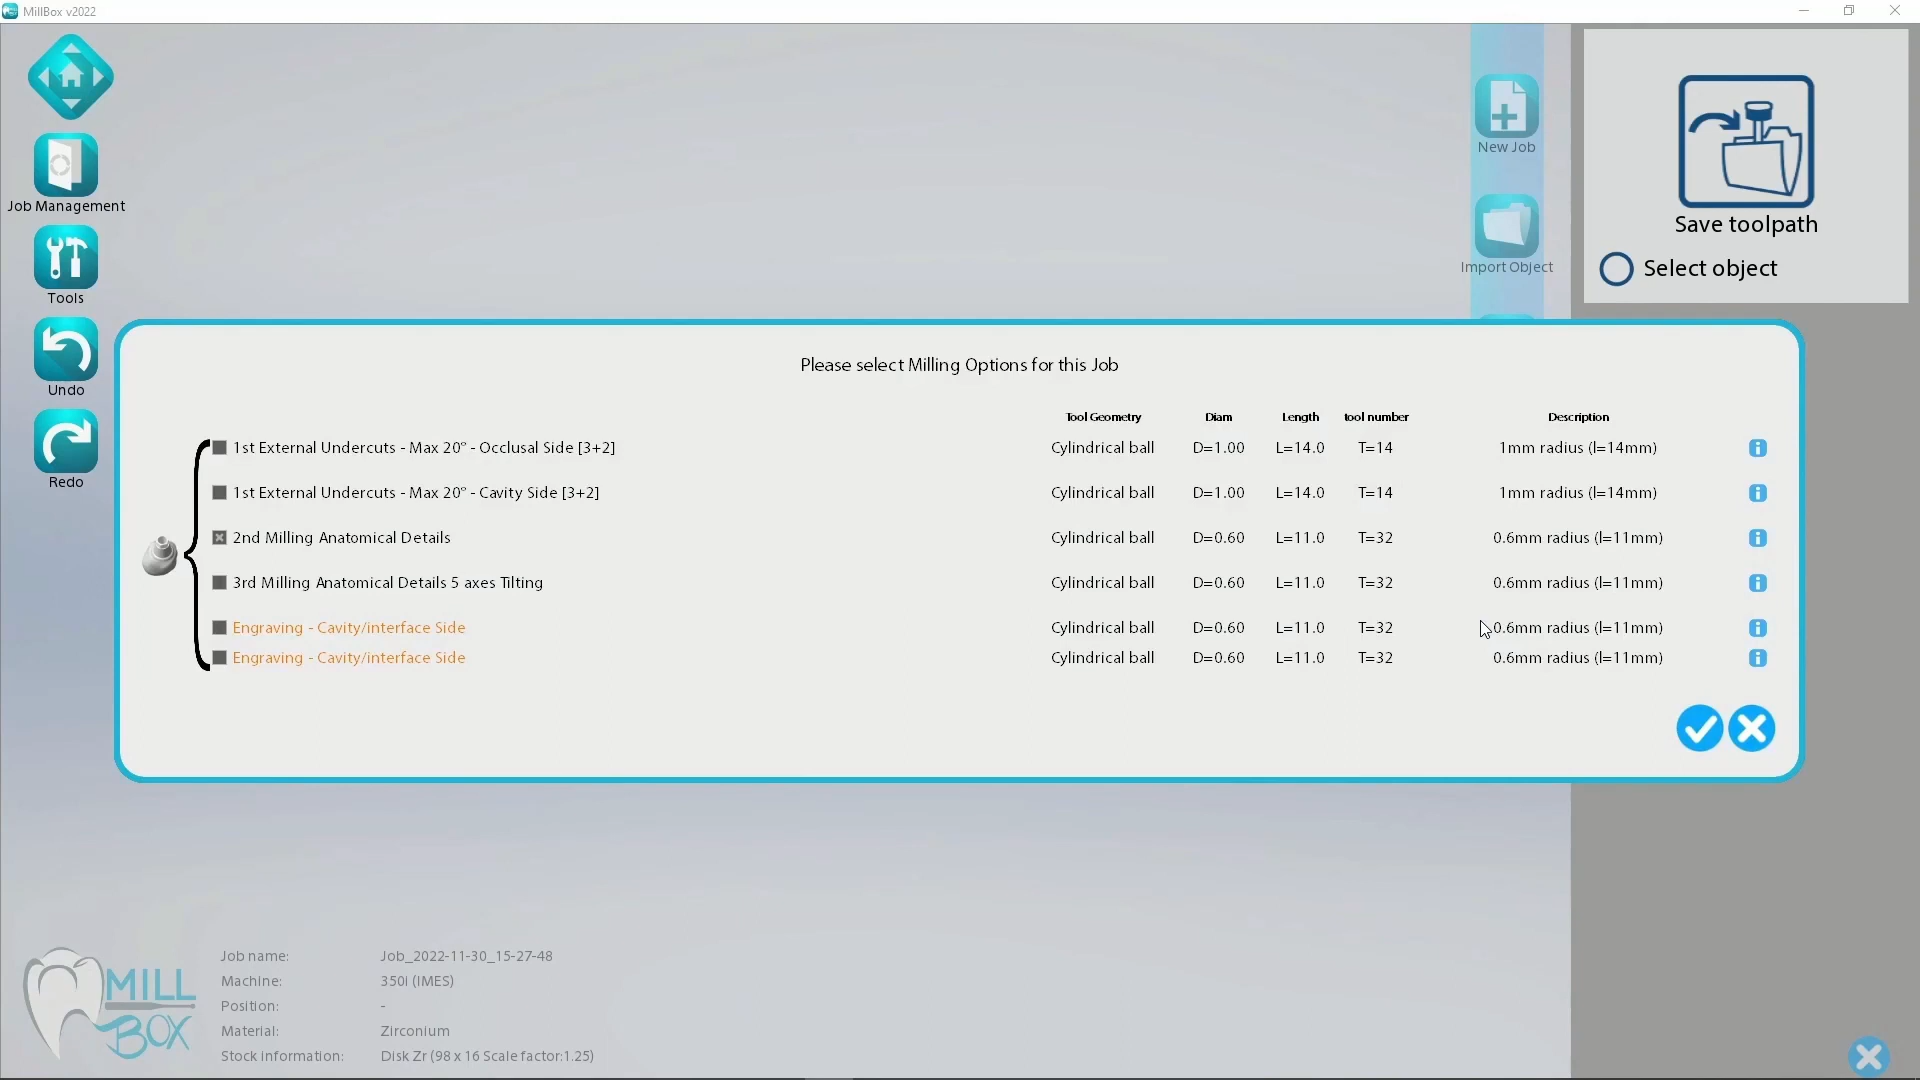 MillBox v2022
Job Management
Tools
Undo
Redo
New Job
Import Object
Save toolpath
Select object
Please select Milling Options for this Job
Tool Geometry Diam Length tool number Description
1st External Undercuts - Max 20° - Occlusal Side [3+2] Cylindrical ball D=1.00 L=14.0 T=14 1mm radius (l=14mm)
1st External Undercuts - Max 20° - Cavity Side [3+2] Cylindrical ball D=1.00 L=14.0 T=14 1mm radius (l=14mm)
2nd Milling Anatomical Details Cylindrical ball D=0.60 L=11.0 T=32 0.6mm radius (l=11mm)
3rd Milling Anatomical Details 5 axes Tilting Cylindrical ball D=0.60 L=11.0 T=32 0.6mm radius (l=11mm)
Engraving - Cavity/interface Side Cylindrical ball D=0.60 L=11.0 T=32 0.6mm radius (l=11mm)
Engraving - Cavity/interface Side Cylindrical ball D=0.60 L=11.0 T=32 0.6mm radius (l=11mm)
MILL
BOX
Job name: Job_2022-11-30_15-27-48
Machine: 350i (IMES)
Position: -
Material: Zirconium
Stock information: Disk Zr (98 x 16 Scale factor:1.25)